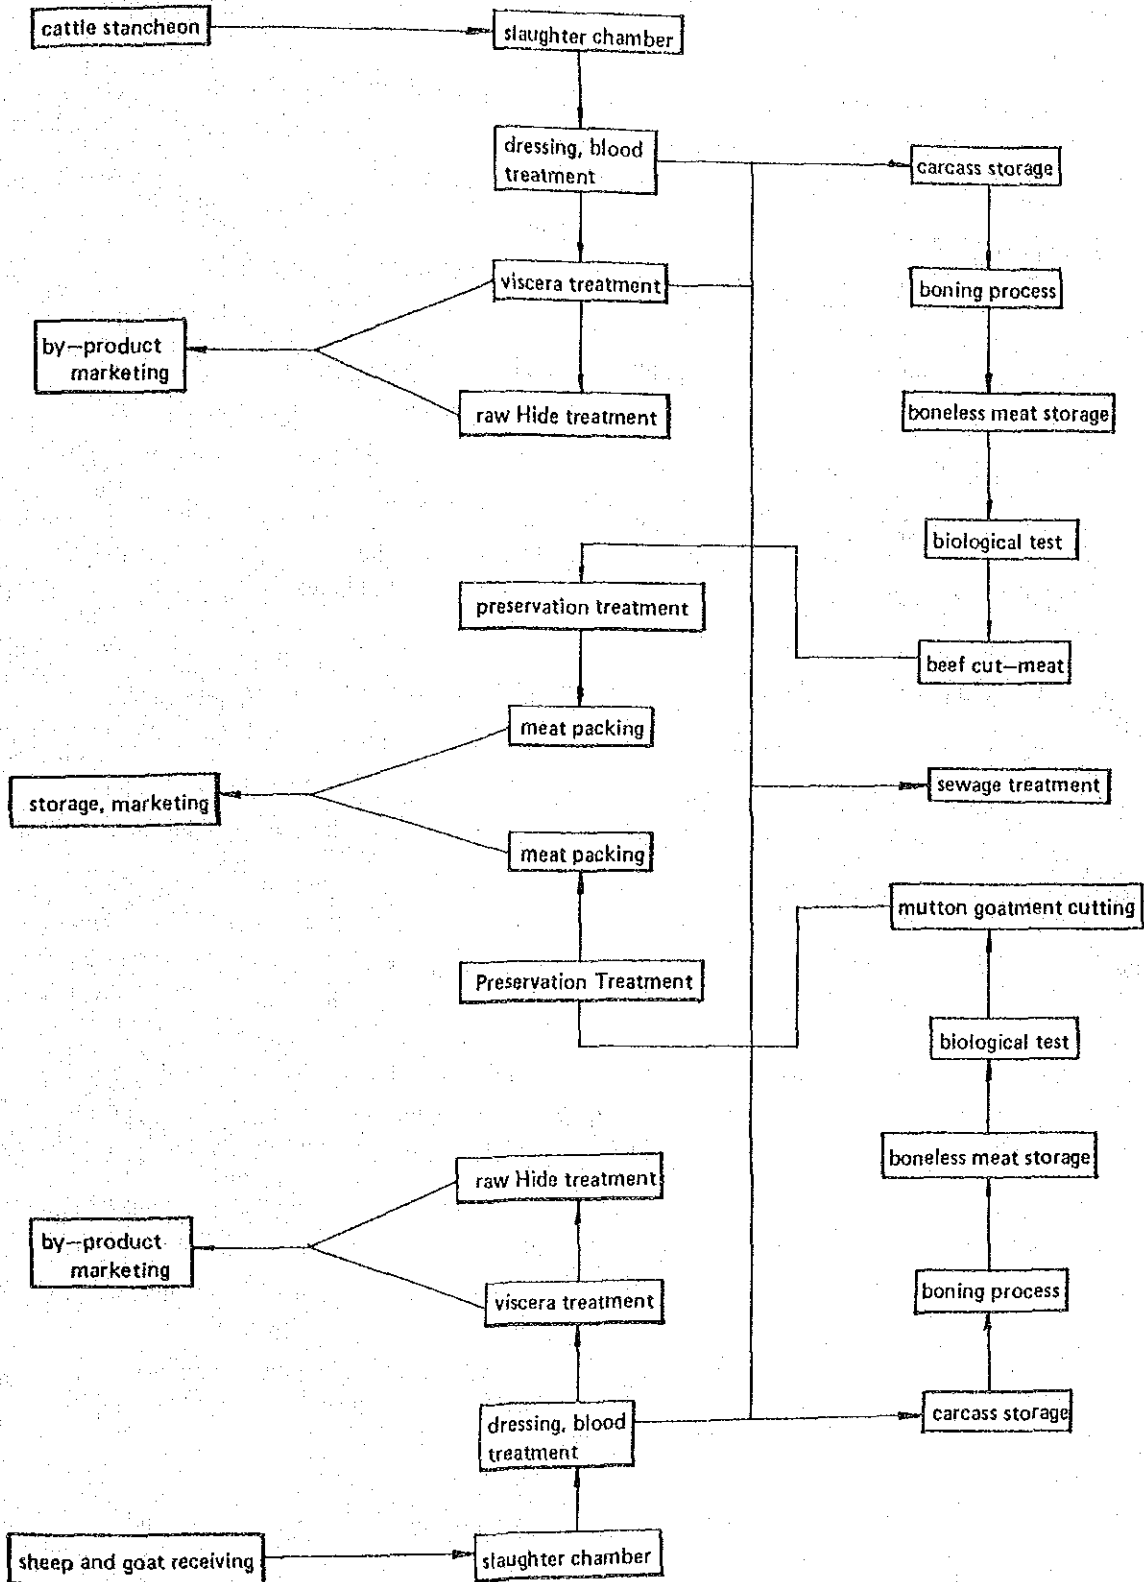 cattle stancheon
slaughter chamber
dressing, blood
treatment
carcass storage
viscera treatment
boning process
by-product
marketing
raw Hide treatment
boneless meat storage
biological test
preservation treatment
beef cut-meat
meat packing
storage, marketing
sewage treatment
meat packing
mutton goatment cutting
Preservation Treatment
biological test
boneless meat storage
raw Hide treatment
by-product
marketing
viscera treatment
boning process
dressing, blood
treatment
carcass storage
sheep and goat receiving
slaughter chamber